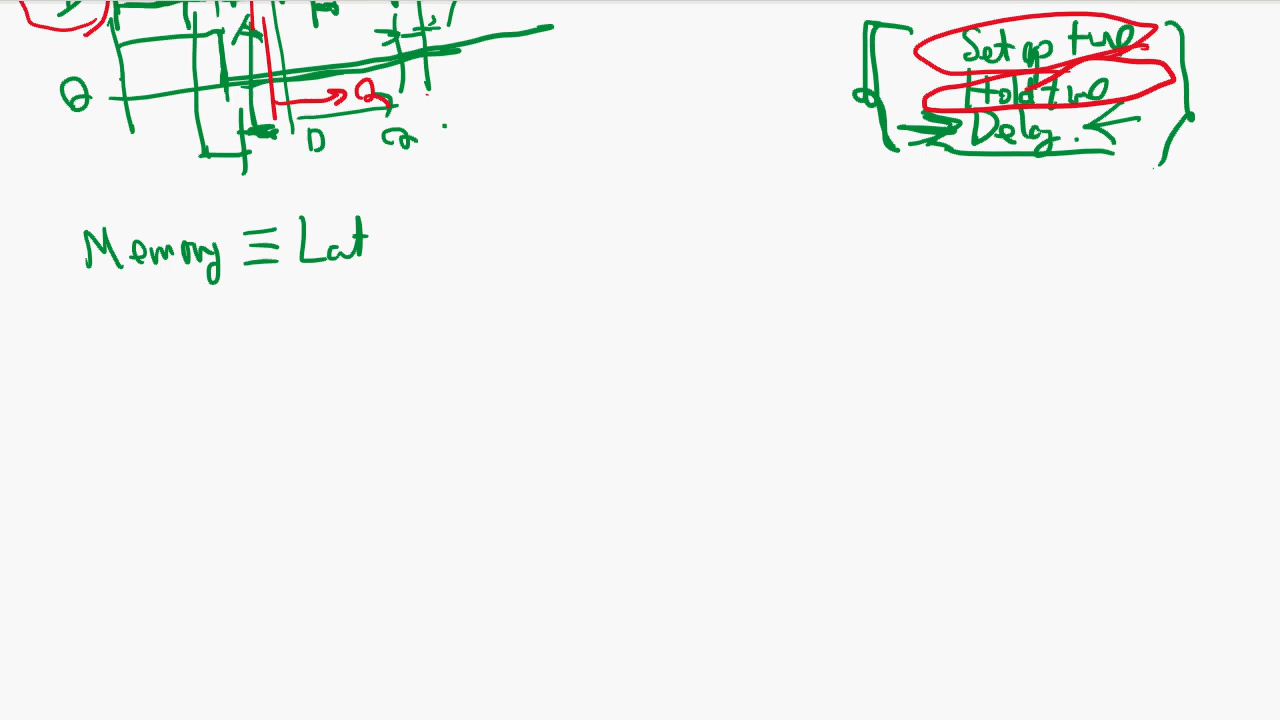 Q
Q
D Q
Setup time
Hold time
Delay.
Memory ≡ Lat